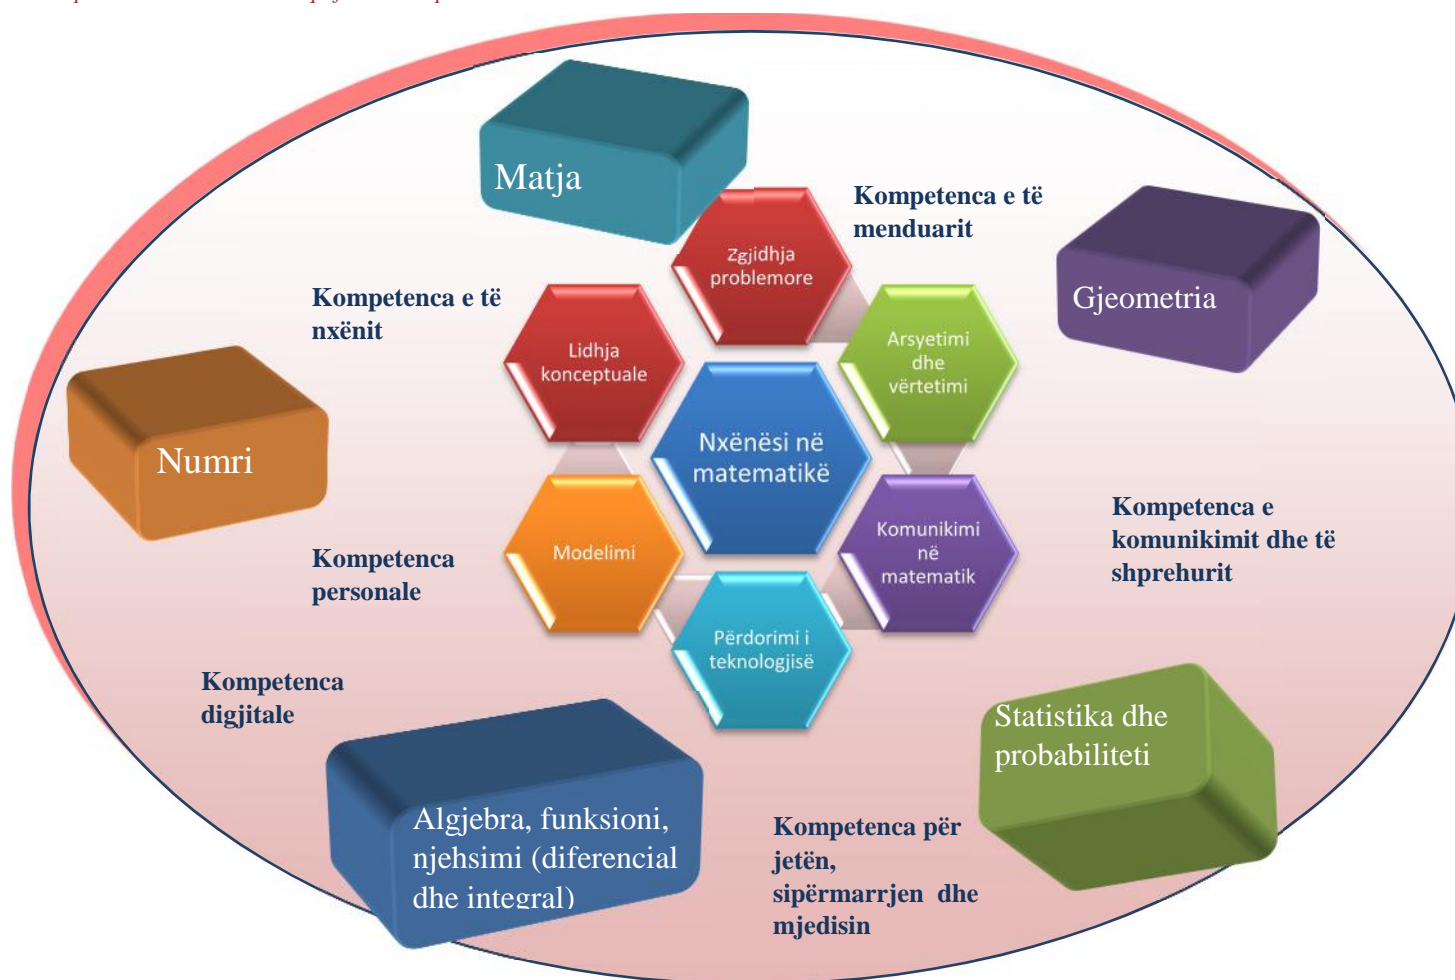 Matja
Kompetenca e të
menduarit
Zgjidhja
problemore
Gjeometria
Kompetenca e të
nxënit
Lidhja
konceptuale
Arsyetimi
dhe
vërtetimi
Numri
Nxënësi në
matematikë
Kompetenca
personale
Modelimi
Komunikimi
në
matematik
Kompetenca e
komunikimit dhe të
shprehurit
Përdorimi i
teknologjisë
Kompetenca
digjitale
Statistika dhe
probabiliteti
Algjebra, funksioni,
njehsimi (diferencial
dhe integral)
Kompetenca për
jetën,
sipërmarrjen dhe
mjedisin